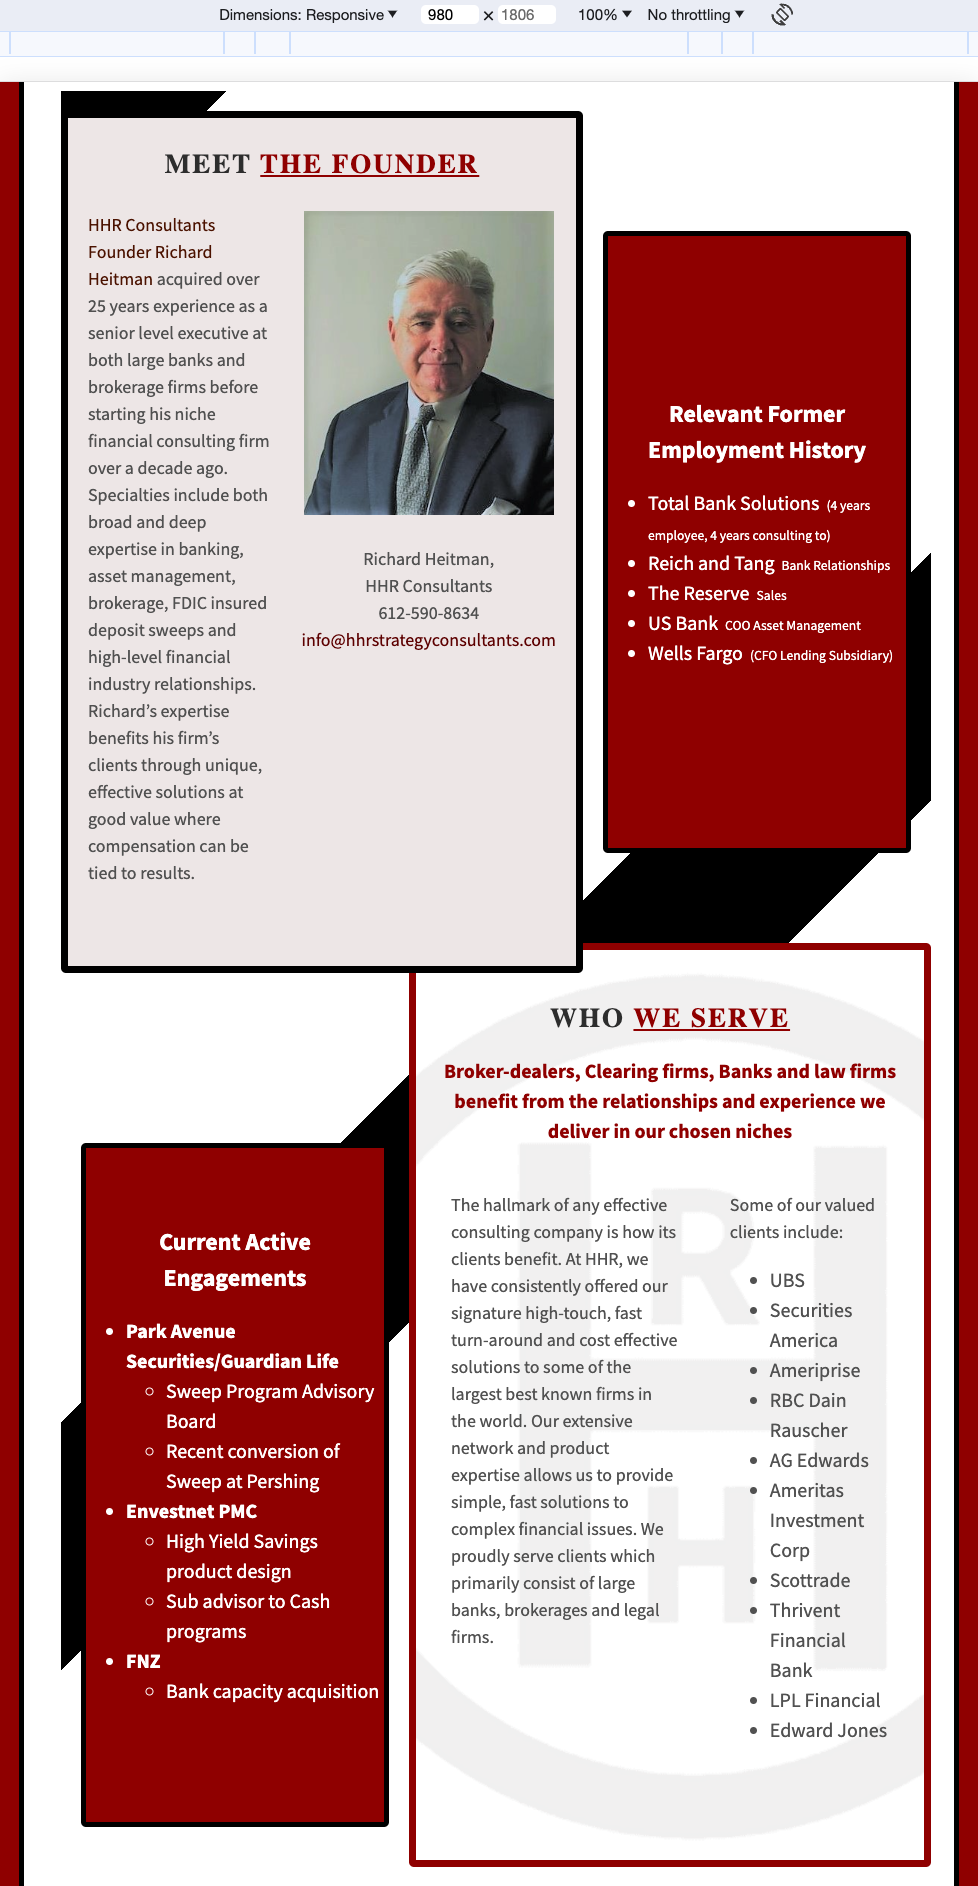 Dimensions: Responsive 980 × 1806 100% No throttling
MEET THE FOUNDER
HHR Consultants
Founder Richard
Heitman acquired over
25 years experience as a
senior level executive at
both large banks and
brokerage firms before
starting his niche
financial consulting firm
over a decade ago.
Specialties include both
broad and deep
expertise in banking,
asset management,
brokerage, FDIC insured
deposit sweeps and
high-level financial
industry relationships.
Richard’s expertise
benefits his firm’s
clients through unique,
effective solutions at
good value where
compensation can be
tied to results.
Richard Heitman,
HHR Consultants
612-590-8634
info@hhrstrategyconsultants.com
Relevant Former
Employment History
Total Bank Solutions (4 years
employee, 4 years consulting to)
Reich and Tang Bank Relationships
The Reserve Sales
US Bank COO Asset Management
Wells Fargo (CFO Lending Subsidiary)
WHO WE SERVE
Broker-dealers, Clearing firms, Banks and law firms
benefit from the relationships and experience we
deliver in our chosen niches
The hallmark of any effective
consulting company is how its
clients benefit. At HHR, we
have consistently offered our
signature high-touch, fast
turn-around and cost effective
solutions to some of the
largest best known firms in
the world. Our extensive
network and product
expertise allows us to provide
simple, fast solutions to
complex financial issues. We
proudly serve clients which
primarily consist of large
banks, brokerages and legal
firms.
Some of our valued
clients include:
UBS
Securities
America
Ameriprise
RBC Dain
Rauscher
AG Edwards
Ameritas
Investment
Corp
Scottrade
Thrivent
Financial
Bank
LPL Financial
Edward Jones
Current Active
Engagements
Park Avenue
Securities/Guardian Life
Sweep Program Advisory
Board
Recent conversion of
Sweep at Pershing
Envestnet PMC
High Yield Savings
product design
Sub advisor to Cash
programs
FNZ
Bank capacity acquisition
H
R
H